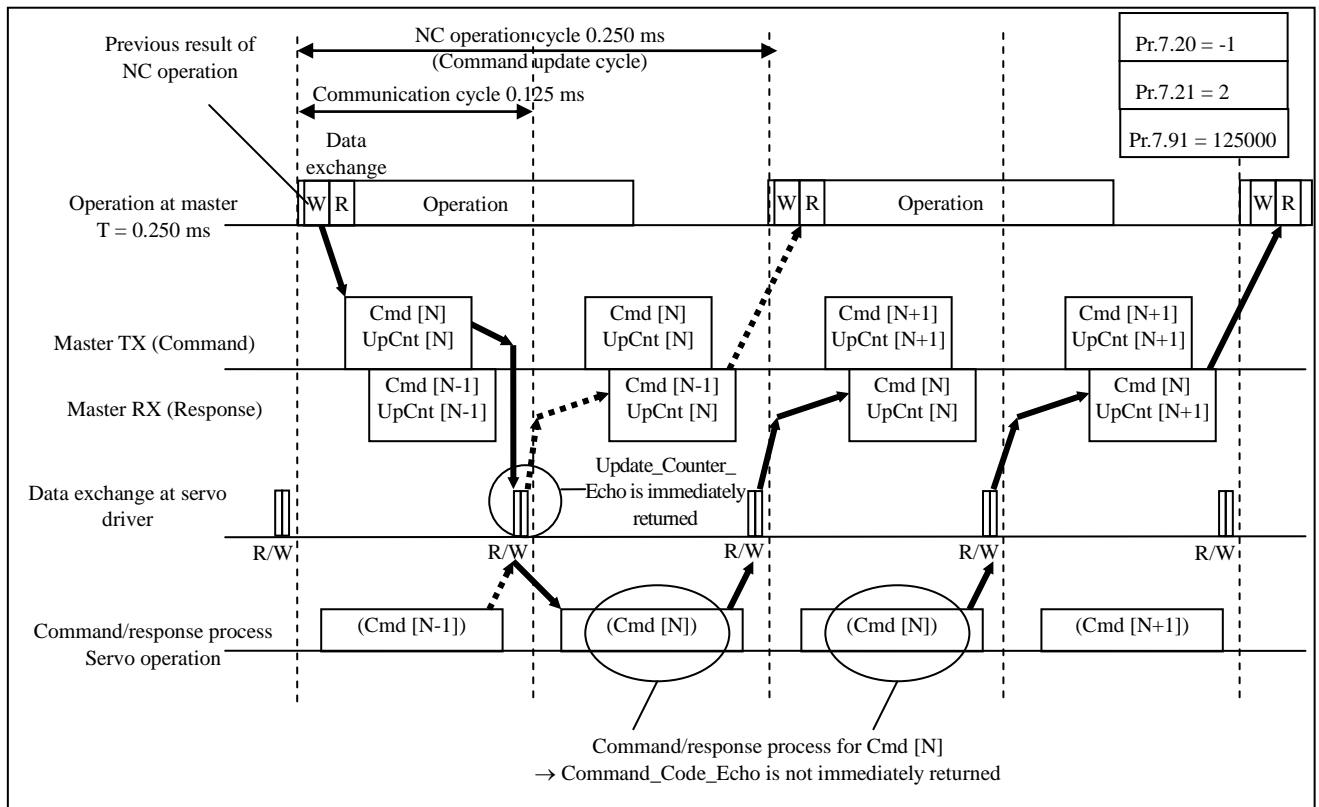 Previous result of
NC operation
NC operation cycle 0.250 ms
(Command update cycle)
Communication cycle 0.125 ms
Pr.7.20 = -1
Pr.7.21 = 2
Pr.7.91 = 125000
Data
exchange
Operation at master
T = 0.250 ms
W R Operation W R Operation W R
Master TX (Command)
Cmd [N]
UpCnt [N]
Cmd [N]
UpCnt [N]
Cmd [N+1]
UpCnt [N+1]
Cmd [N+1]
UpCnt [N+1]
Master RX (Response)
Cmd [N-1]
UpCnt [N-1]
Cmd [N-1]
UpCnt [N]
Cmd [N]
UpCnt [N]
Cmd [N]
UpCnt [N+1]
Update_Counter_
Echo is immediately
returned
Data exchange at servo
driver
R/W R/W R/W R/W R/W
Command/response process
Servo operation
(Cmd [N-1]) (Cmd [N]) (Cmd [N]) (Cmd [N+1])
Command/response process for Cmd [N]
→ Command_Code_Echo is not immediately returned